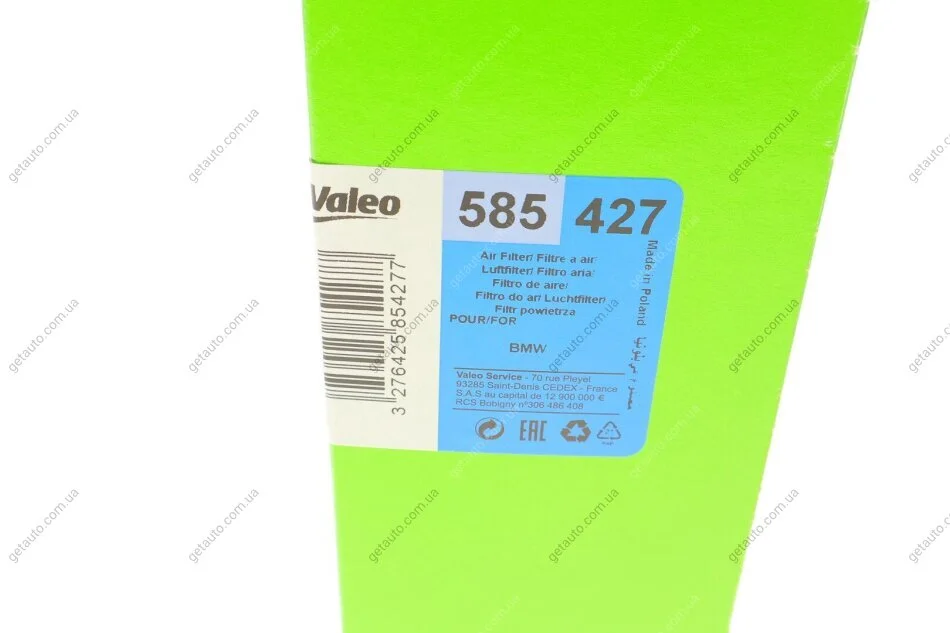 Valeo
585 427
Air Filter/ Filtre a air/
Luftfilter/ Filtro aria/
Filtro de aire/
Filtro do ar/ Luchtfilter/
Filtr powietrza
POUR/FOR
BMW
Valeo Service - 70 rue Pleyel
93285 Saint-Denis CEDEX - France
S.A.S au capital de 12 900 000 €
RCS Bobigny n°306 486 408
EAC
Made in Poland
3 276425 854277
getauto.com.ua